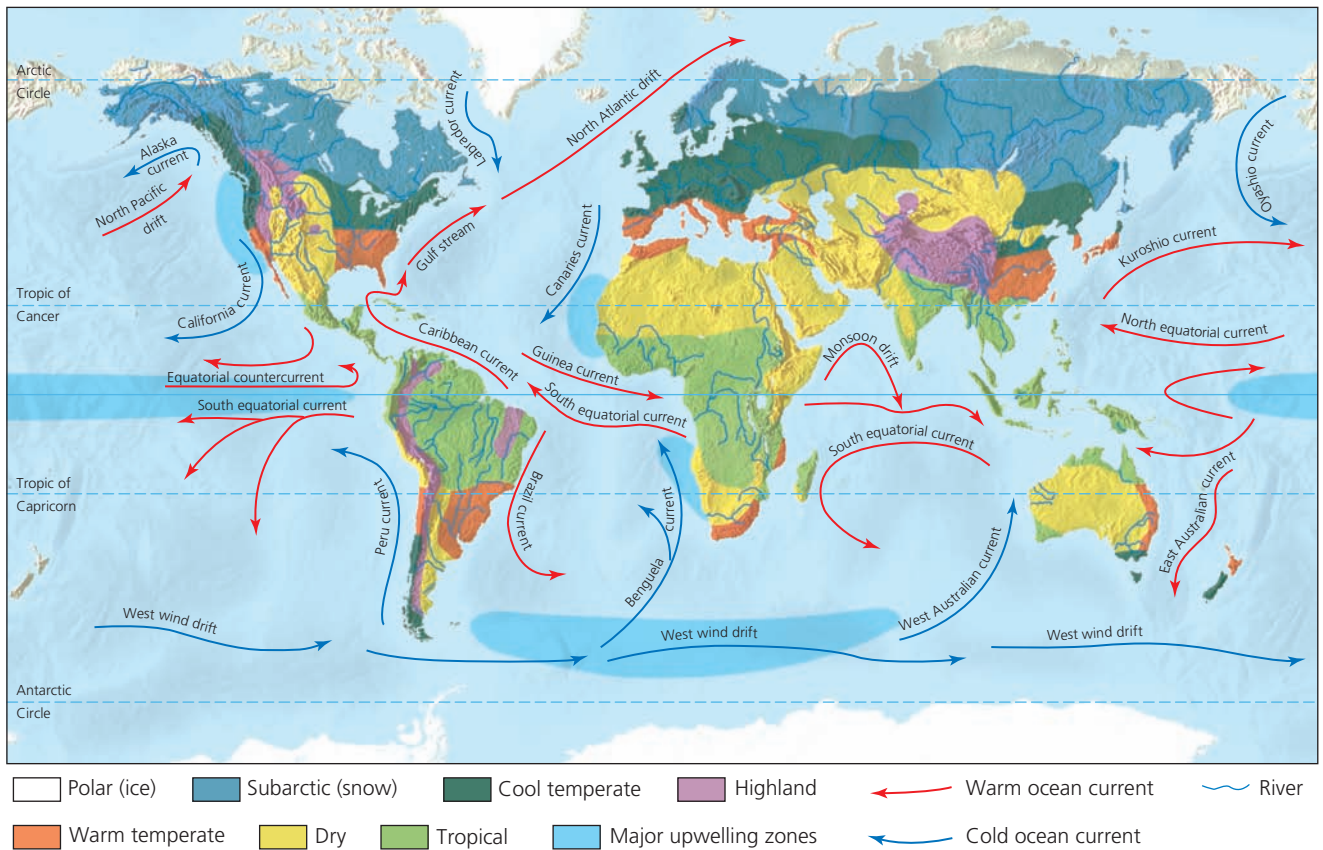 Arctic
Circle
Labrador current
North Atlantic drift
Alaska
current
North Pacific
drift
Oyashio current
Gulf stream
Canaries current
Kuroshio current
California current
Tropic of
Cancer
North equatorial current
Caribbean current
Guinea current
Monsoon drift
Equatorial countercurrent
South equatorial current
South equatorial current
South equatorial current
Tropic of
Capricorn
Peru current
Brazil current
Benguela
current
West Australian current
East Australian current
West wind drift
West wind drift
West wind drift
Antarctic
Circle
Polar (ice)
Subarctic (snow)
Cool temperate
Highland
Warm ocean current
River
Warm temperate
Dry
Tropical
Major upwelling zones
Cold ocean current